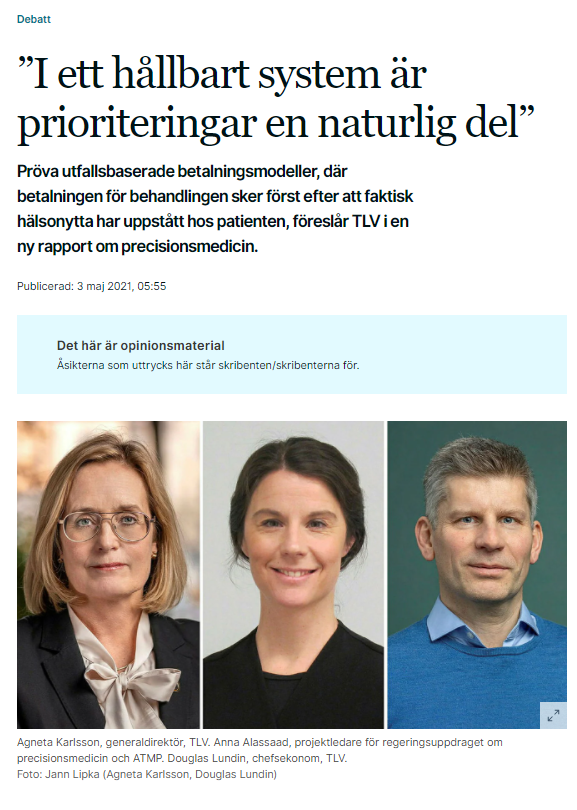 Debatt
”I ett hållbart system är
prioriteringar en naturlig del”
Pröva utfallsbaserade betalningsmodeller, där
betalningen för behandlingen sker först efter att faktisk
hälsonytta har uppstått hos patienten, föreslår TLV i en
ny rapport om precisionsmedicin.
Publicerad: 3 maj 2021, 05:55
Det här är opinionsmaterial
Åsikterna som uttrycks här står skribenten/skribenterna för.
Agneta Karlsson, generaldirektör, TLV. Anna Alassaad, projektledare för regeringsuppdraget om
precisionsmedicin och ATMP. Douglas Lundin, chefsekonom, TLV.
Foto: Jann Lipka (Agneta Karlsson, Douglas Lundin)